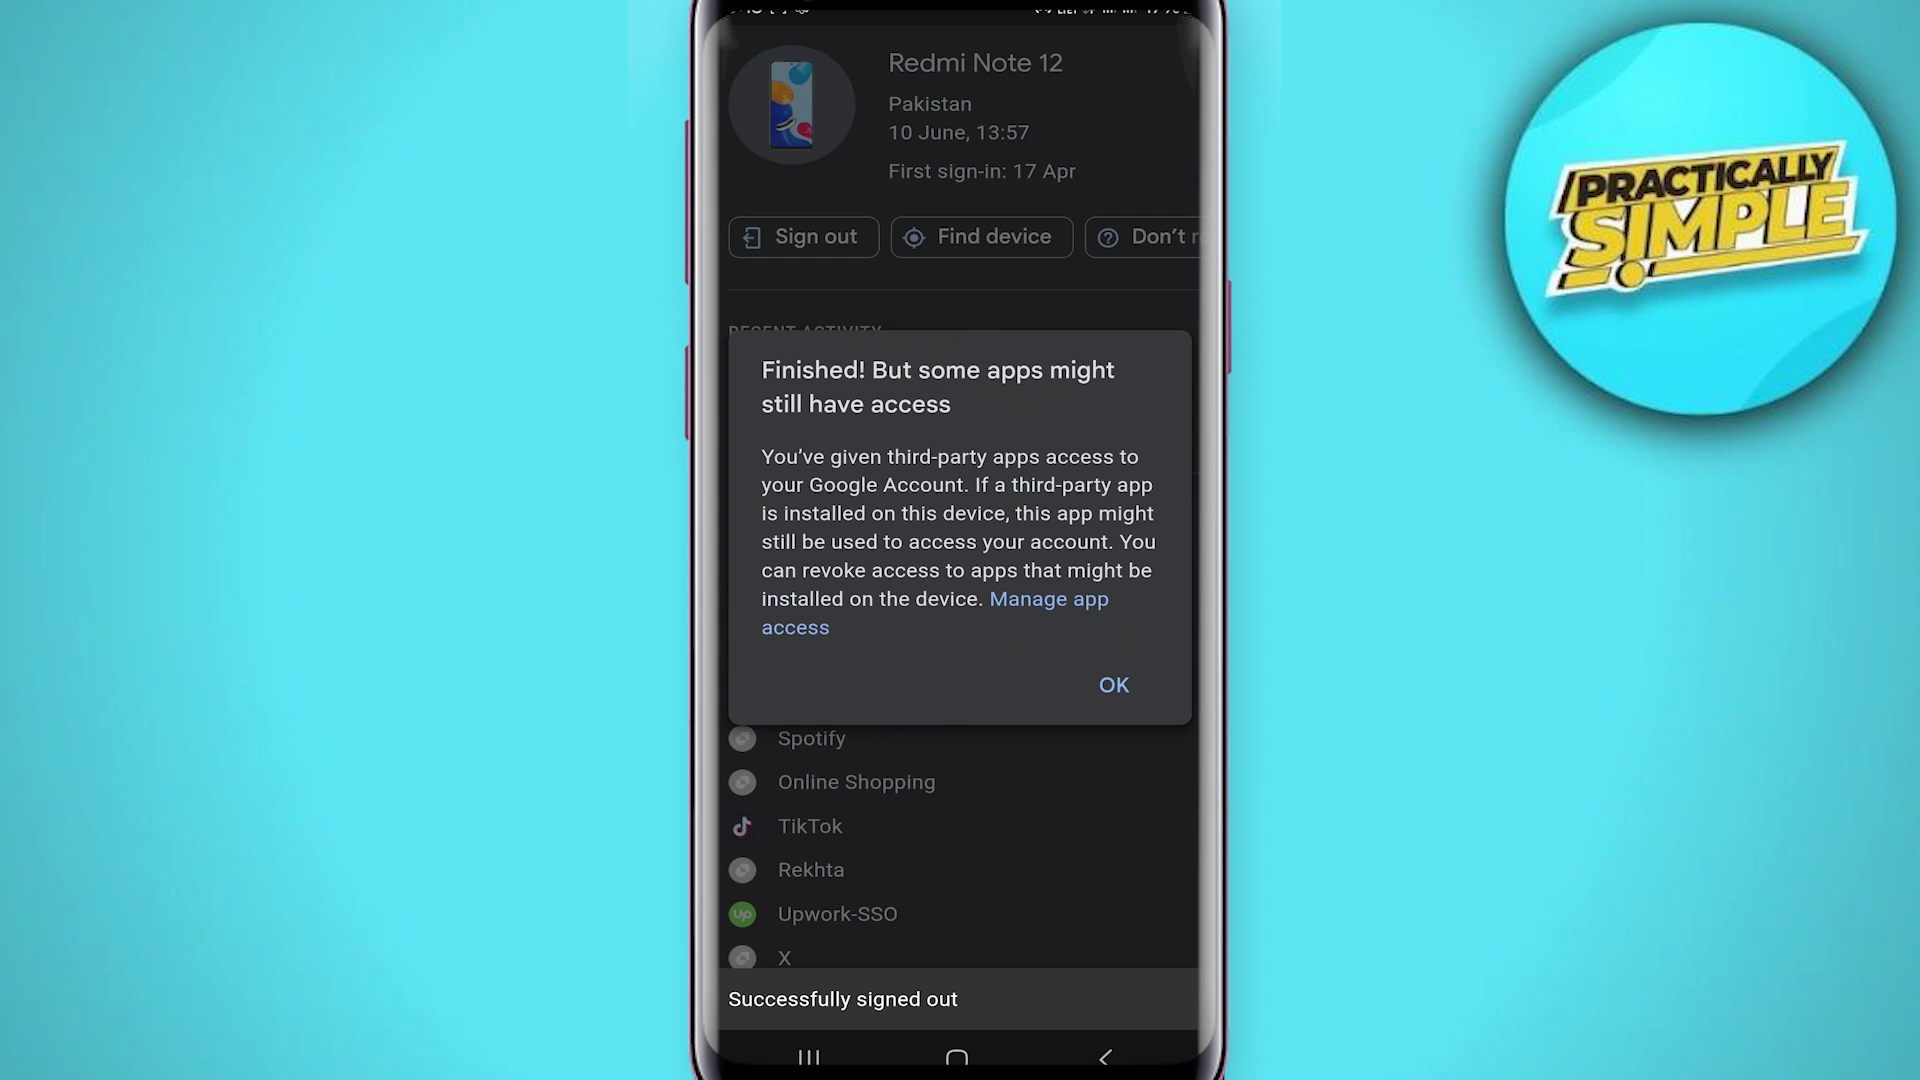 Redmi Note 12
Pakistan
10 June, 13:57
First sign-in: 17 Apr
Sign out
Find device
Don't
RECENT ACTIVITY
Finished! But some apps might
still have access
You've given third-party apps access to
your Google Account. If a third-party app
is installed on this device, this app might
still be used to access your account. You
can revoke access to apps that might be
installed on the device. Manage app
access
OK
Spotify
Online Shopping
TikTok
Rekhta
Up
Upwork-SSO
X
Successfully signed out
PRACTICALLY
SIMPLE